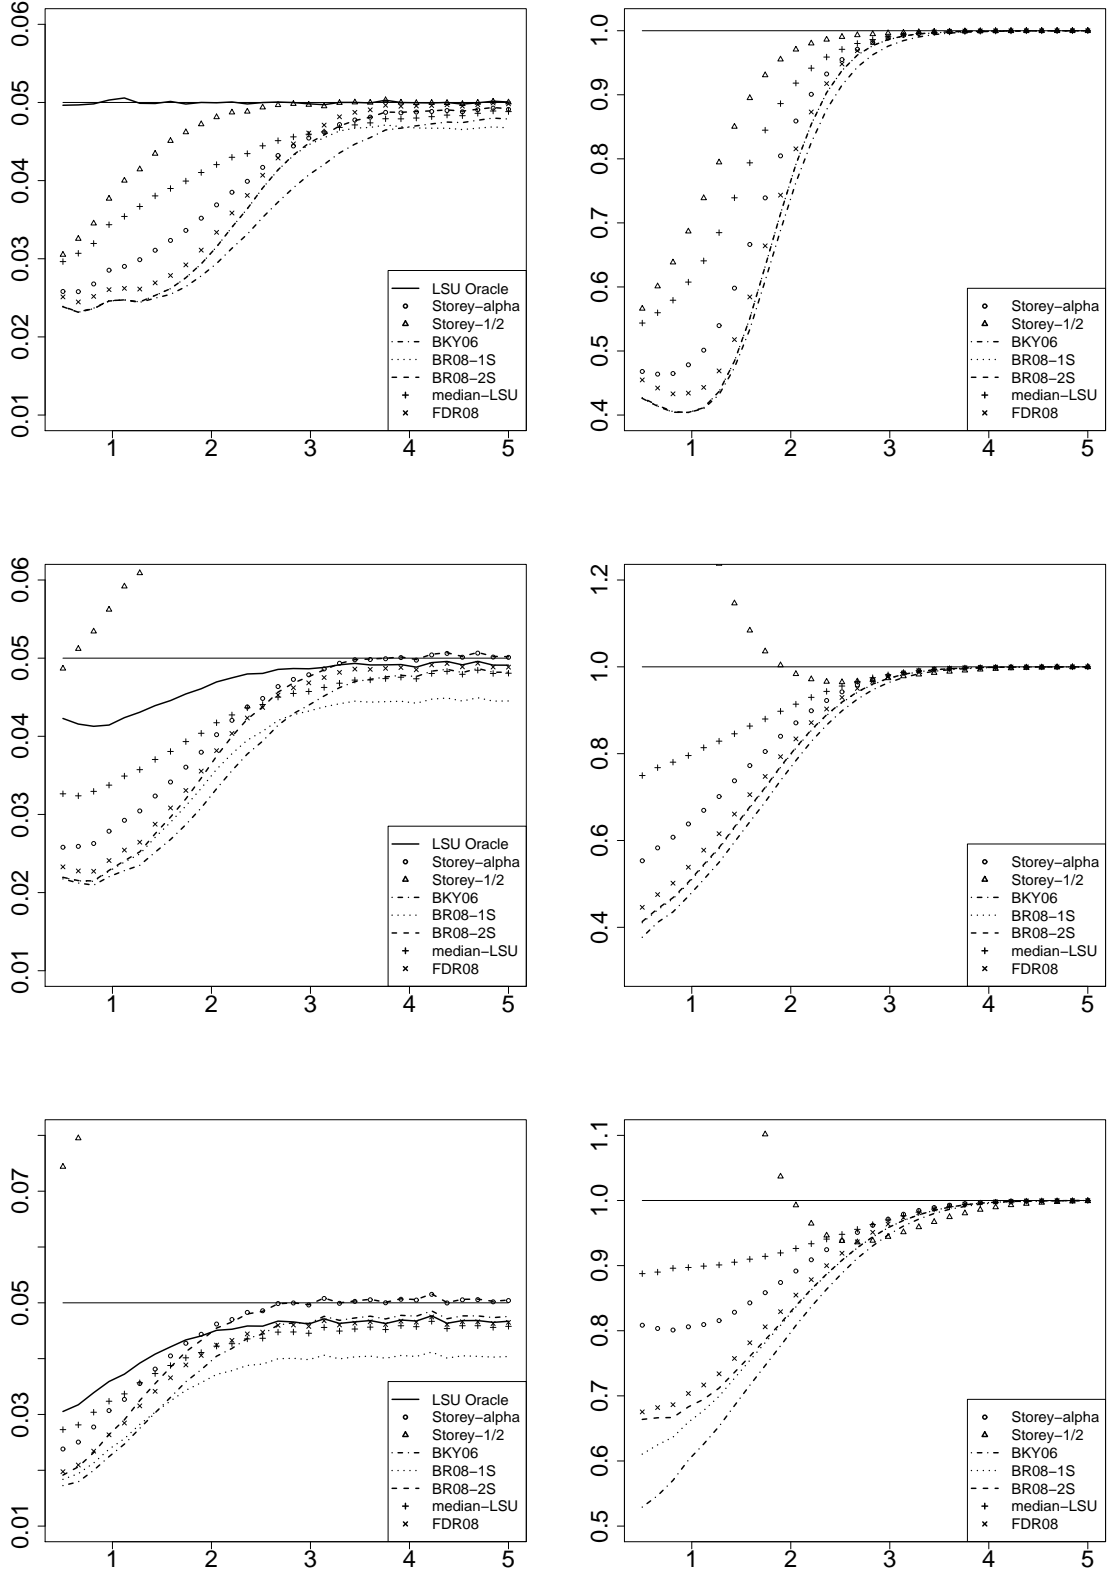 0.06
0.05
0.04
0.03
0.02
0.01
1 2 3 4 5
LSU Oracle
Storey−alpha
Storey−1/2
BKY06
BR08−1S
BR08−2S
median−LSU
FDR08
1.0
0.9
0.8
0.7
0.6
0.5
0.4
1 2 3 4 5
Storey−alpha
Storey−1/2
BKY06
BR08−1S
BR08−2S
median−LSU
FDR08
0.06
0.05
0.04
0.03
0.02
0.01
1 2 3 4 5
LSU Oracle
Storey−alpha
Storey−1/2
BKY06
BR08−1S
BR08−2S
median−LSU
FDR08
1.2
1.0
0.8
0.6
0.4
1 2 3 4 5
Storey−alpha
Storey−1/2
BKY06
BR08−1S
BR08−2S
median−LSU
FDR08
0.07
0.05
0.03
0.01
1 2 3 4 5
LSU Oracle
Storey−alpha
Storey−1/2
BKY06
BR08−1S
BR08−2S
median−LSU
FDR08
1.1
1.0
0.9
0.8
0.7
0.6
0.5
1 2 3 4 5
Storey−alpha
Storey−1/2
BKY06
BR08−1S
BR08−2S
median−LSU
FDR08